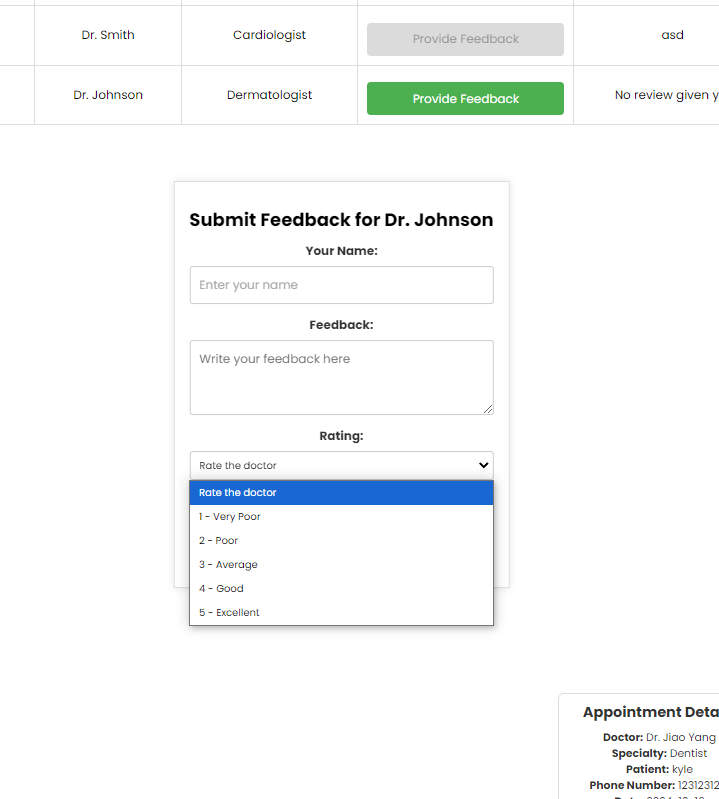 Dr. Smith Cardiologist Provide Feedback asd
Dr. Johnson Dermatologist Provide Feedback No review given y
Submit Feedback for Dr. Johnson
Your Name:
Enter your name
Feedback:
Write your feedback here
Rating:
Rate the doctor
Rate the doctor
1 - Very Poor
2 - Poor
3 - Average
4 - Good
5 - Excellent
Appointment Deta
Doctor: Dr. Jiao Yang
Specialty: Dentist
Patient: kyle
Phone Number: 12312312